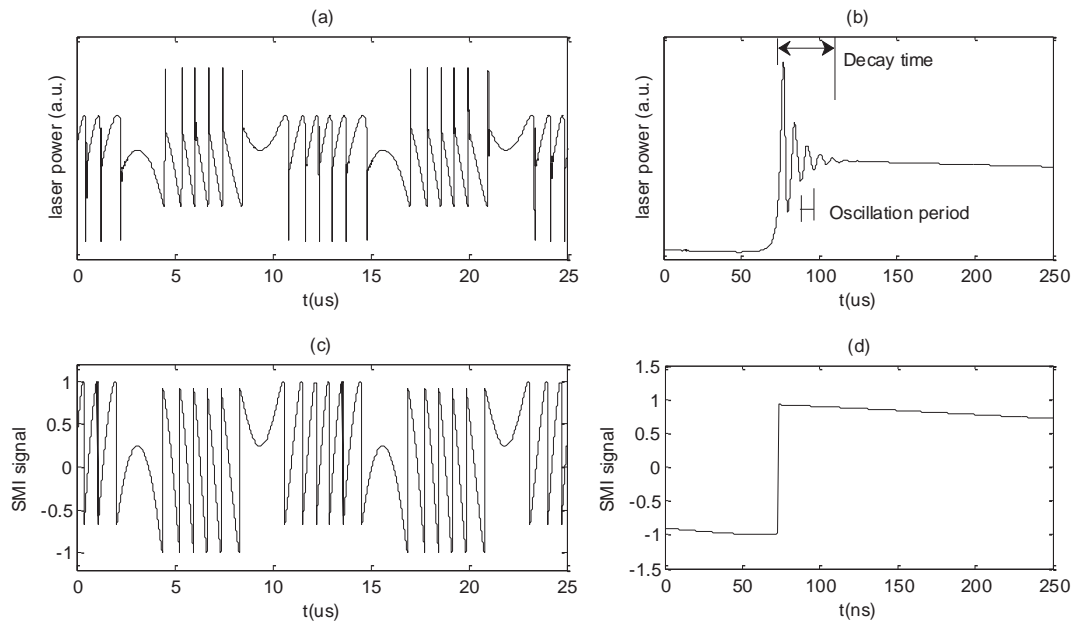 (a)
laser power (a.u.)
0 5 10 15 20 25
t(us)
(b)
Decay time
Oscillation period
laser power (a.u.)
0 50 100 150 200 250
t(us)
(c)
SMI signal
1
0.5
0
-0.5
-1
0 5 10 15 20 25
t(us)
(d)
SMI signal
1.5
1
0.5
0
-0.5
-1
-1.5
0 50 100 150 200 250
t(ns)